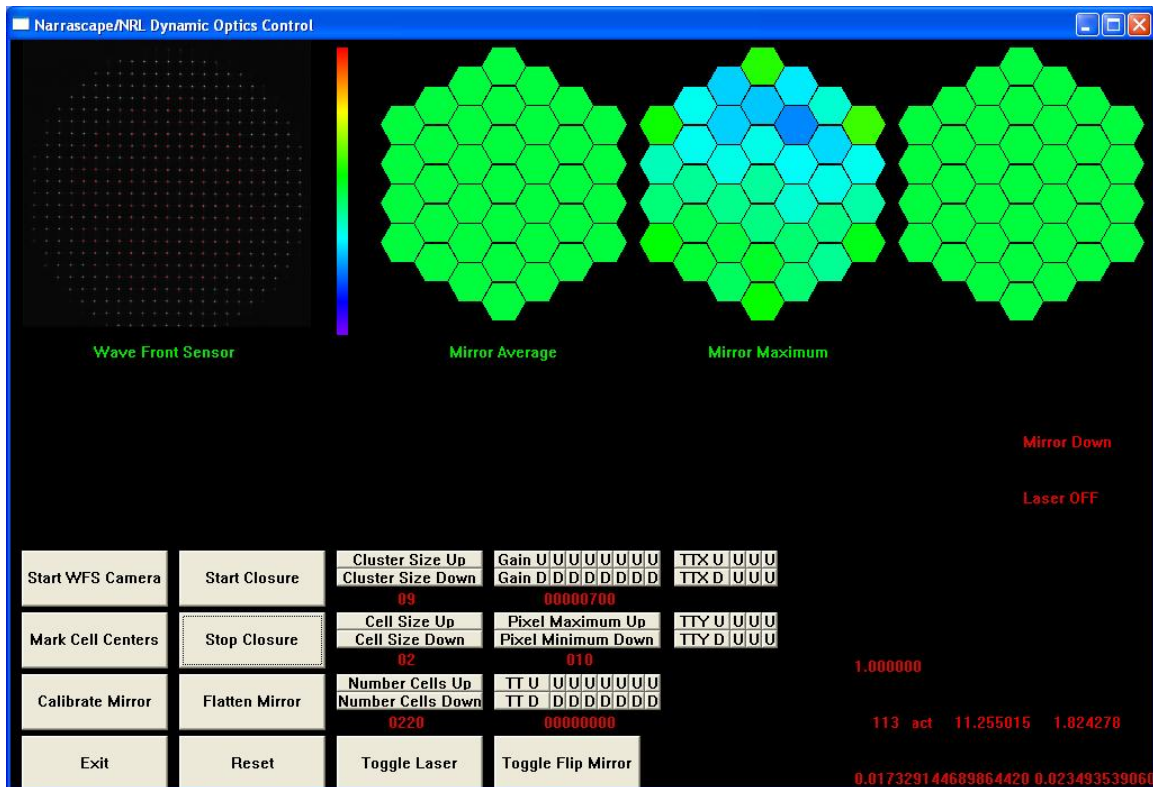 Narrascape/NRL Dynamic Optics Control
Wave Front Sensor
Mirror Average
Mirror Maximum
Mirror Down
Laser OFF
Start WFS Camera
Start Closure
Cluster Size Up
Cluster Size Down
09
Gain U U U U U U U U
Gain D D D D D D D D
00000700
TTX U U U U
TTX D U U U
Mark Cell Centers
Stop Closure
Cell Size Up
Cell Size Down
02
Pixel Maximum Up
Pixel Minimum Down
010
TTY U U U U
TTY D U U U
1.000000
Calibrate Mirror
Flatten Mirror
Number Cells Up
Number Cells Down
0220
TT U U U U U U U U
TT D D D D D D D D
00000000
113 act 11.255015 1.824278
Exit
Reset
Toggle Laser
Toggle Flip Mirror
0.017329144689864420 0.023493539060